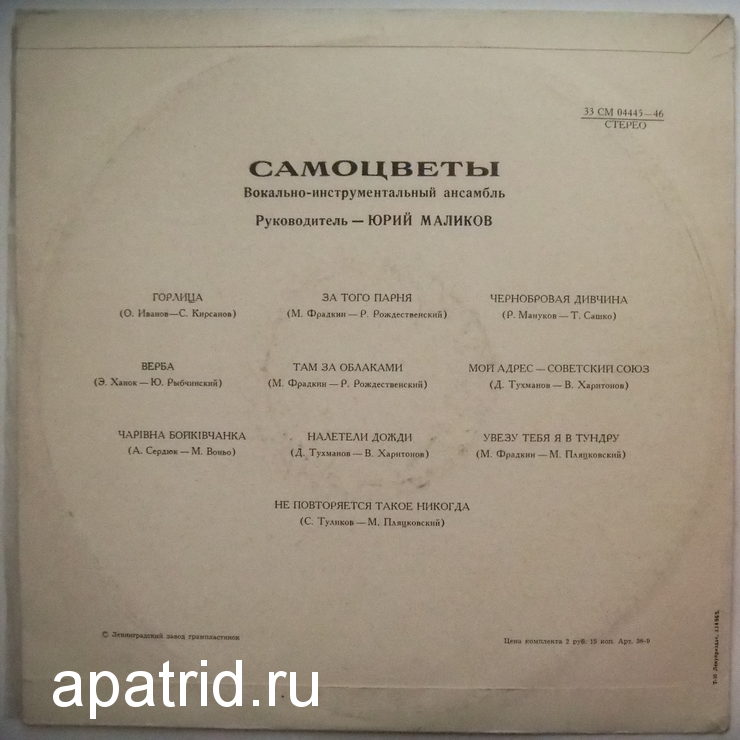 33 СМ 04445—46
СТЕРЕО
САМОЦВЕТЫ
Вокально-инструментальный ансамбль
Руководитель — ЮРИЙ МАЛИКОВ
ГОРЛИЦА
(О. Иванов—С. Кирсанов)
ЗА ТОГО ПАРНЯ
(М. Фрадкин — Р. Рождественский)
ЧЕРНОБРОВАЯ ДИВЧИНА
(Р. Мануков — Т. Сашко)
ВЕРБА
(Э. Ханок — Ю. Рыбчинский)
ТАМ ЗА ОБЛАКАМИ
(М. Фрадкин — Р. Рождественский)
МОЙ АДРЕС — СОВЕТСКИЙ СОЮЗ
(Д. Тухманов — В. Харитонов)
ЧАРІВНА БОЙКІВЧАНКА
(А. Сердюк — М. Воньо)
НАЛЕТЕЛИ ДОЖДИ
(Д. Тухманов — В. Харитонов)
УВЕЗУ ТЕБЯ Я В ТУНДРУ
(М. Фрадкин — М. Пляцковский)
НЕ ПОВТОРЯЕТСЯ ТАКОЕ НИКОГДА
(С. Туликов — М. Пляцковский)
© Ленинградский завод грампластинок
Цена комплекта 2 руб. 15 коп. Арт. 36-9
apatrid.ru